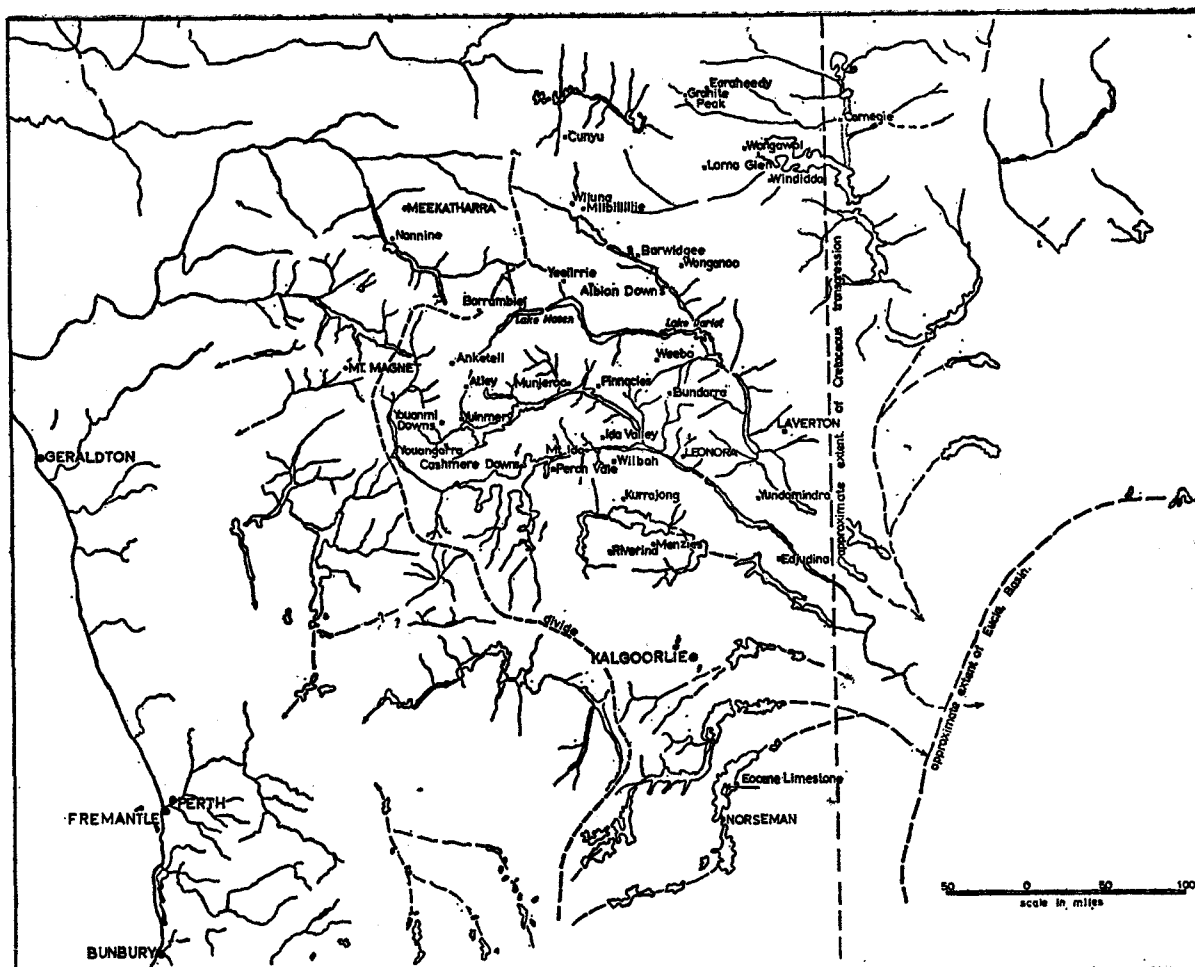 Earaheedy
Granite
Peak
Carnegie
Cunyu
Wongawol
Lorna Glen
Windidda
MEEKATHARRA
Wiluna
Millbillillie
Nannine
Barwidgee
Wonganoo
Yeelirrie
Albion Downs
Barrambie
Lake Mason
Lake Darlot
MT. MAGNET
Anketell
Weebo
Atley
Munjeroo
Pinnacles
Bundarra
Youanmi
Downs
Yuinmery
LAVERTON
GERALDTON
Youangarra
Ida Valley
Cashmere Downs
Mt. Ida
LEONORA
Perch Vale
Wilbah
Kurrajong
Yundamindra
Riverina
Menzies
Edjudina
approximate extent of Cretaceous transgression
divide
KALGOORLIE
approximate extent of Eucla Basin.
Eocene Limestone
PERTH
FREMANTLE
NORSEMAN
BUNBURY
50 0 50 100
scale in miles